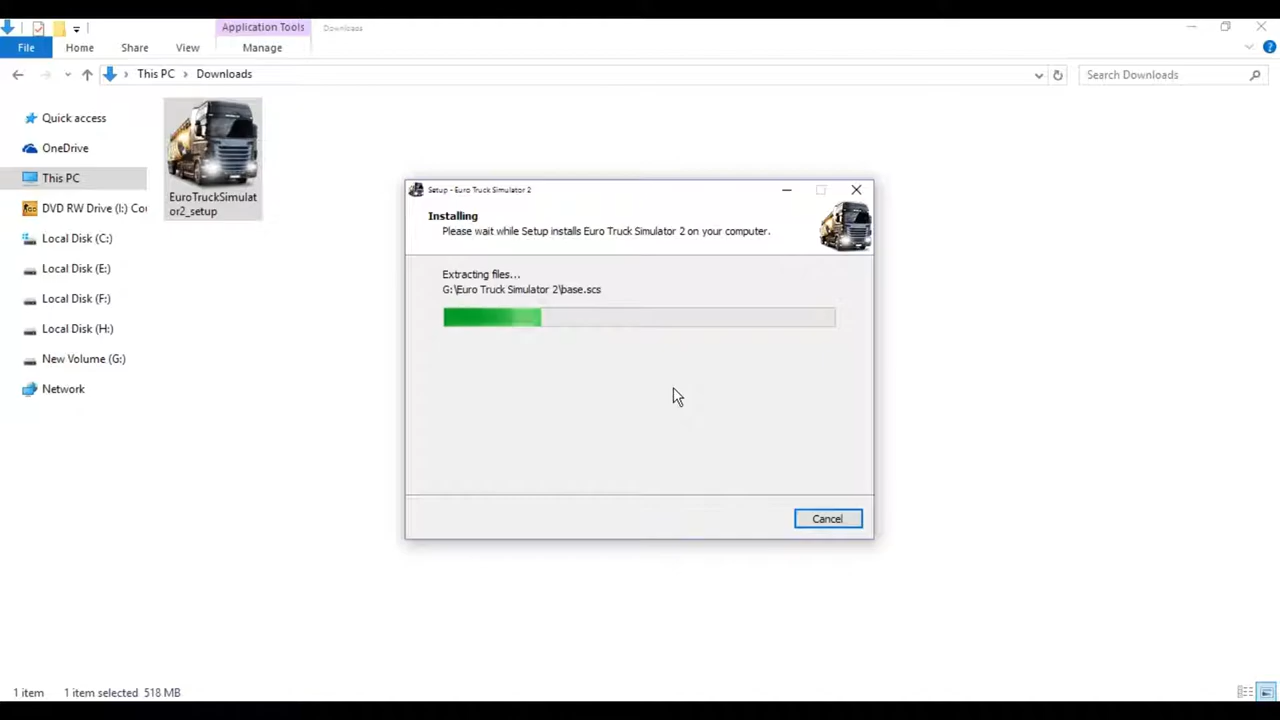 Application Tools
Downloads
File
Home
Share
View
Manage
This PC
Downloads
Search Downloads
Quick access
OneDrive
This PC
DVD RW Drive (I:) Co
Local Disk (C:)
Local Disk (E:)
Local Disk (F:)
Local Disk (H:)
New Volume (G:)
Network
EuroTruckSimulat
or2_setup
Setup - Euro Truck Simulator 2
Installing
Please wait while Setup installs Euro Truck Simulator 2 on your computer.
Extracting files...
G:\Euro Truck Simulator 2\base.scs
Cancel
1 item
1 item selected 518 MB